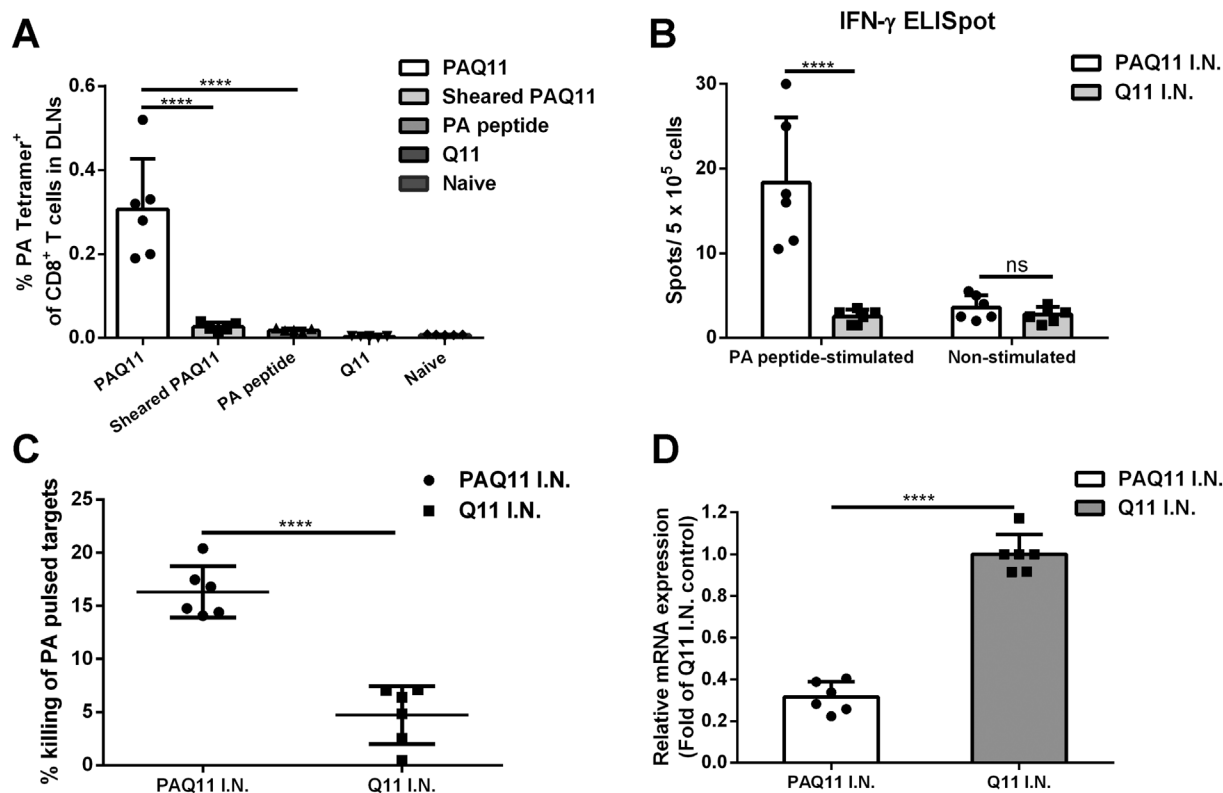 A
% PA Tetramer+
of CD8+ T cells in DLNs
0.6
0.4
0.2
0.0
****
****
PAQ11
Sheared PAQ11
PA peptide
Q11
Naive
PAQ11
Sheared PAQ11
PA peptide
Q11
Naive
B
IFN-γ ELISpot
Spots/ 5 x 10⁵ cells
30
20
10
0
****
ns
PAQ11 I.N.
Q11 I.N.
PA peptide-stimulated
Non-stimulated
C
% killing of PA pulsed targets
25
20
15
10
5
0
****
PAQ11 I.N.
Q11 I.N.
PAQ11 I.N.
Q11 I.N.
D
Relative mRNA expression
(Fold of Q11 I.N. control)
1.2
1.0
0.8
0.6
0.4
0.2
0.0
****
PAQ11 I.N.
Q11 I.N.
PAQ11 I.N.
Q11 I.N.